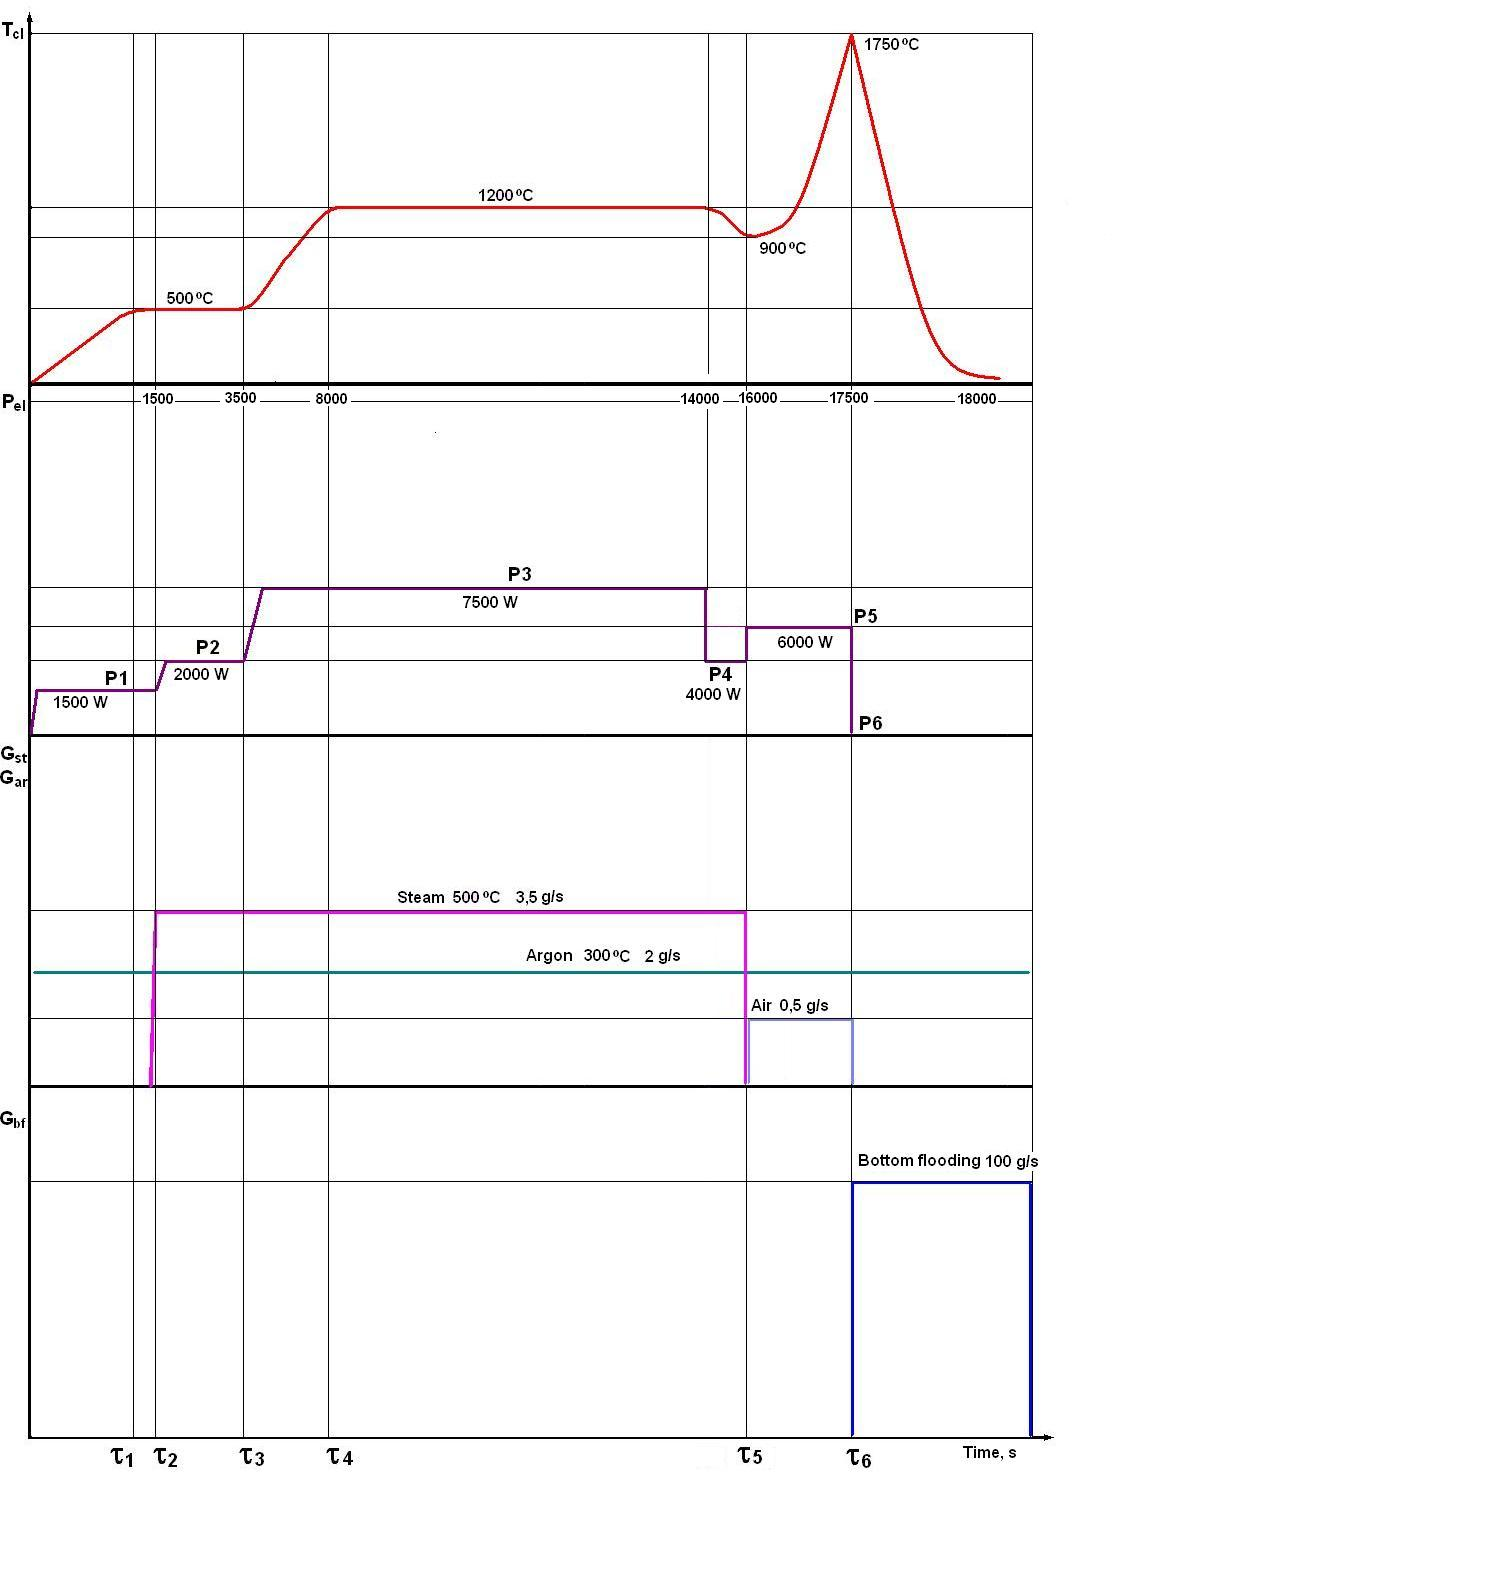 Tcl
1750 ºC
1200 ºC
900 ºC
500 ºC
Pel
1500 3500 8000 14000 16000 17500 18000
P3
7500 W
P5
6000 W
P2
2000 W
P4
4000 W
P1
1500 W
P6
Gst
Gar
Steam 500 ºC 3,5 g/s
Argon 300 ºC 2 g/s
Air 0,5 g/s
Gbf
Bottom flooding 100 g/s
τ1 τ2 τ3 τ4 τ5 τ6 Time, s